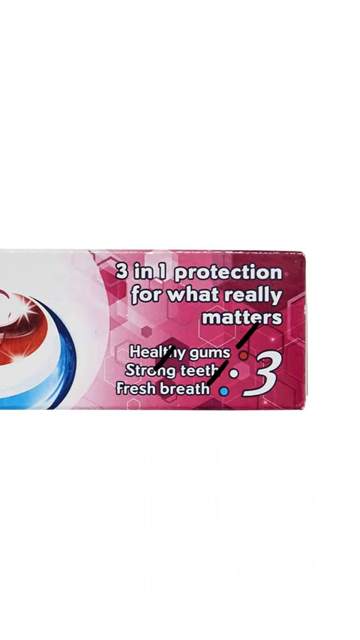 3 in 1 protection
for what really
matters
Healthy gums
Strong teeth
Fresh breath
3